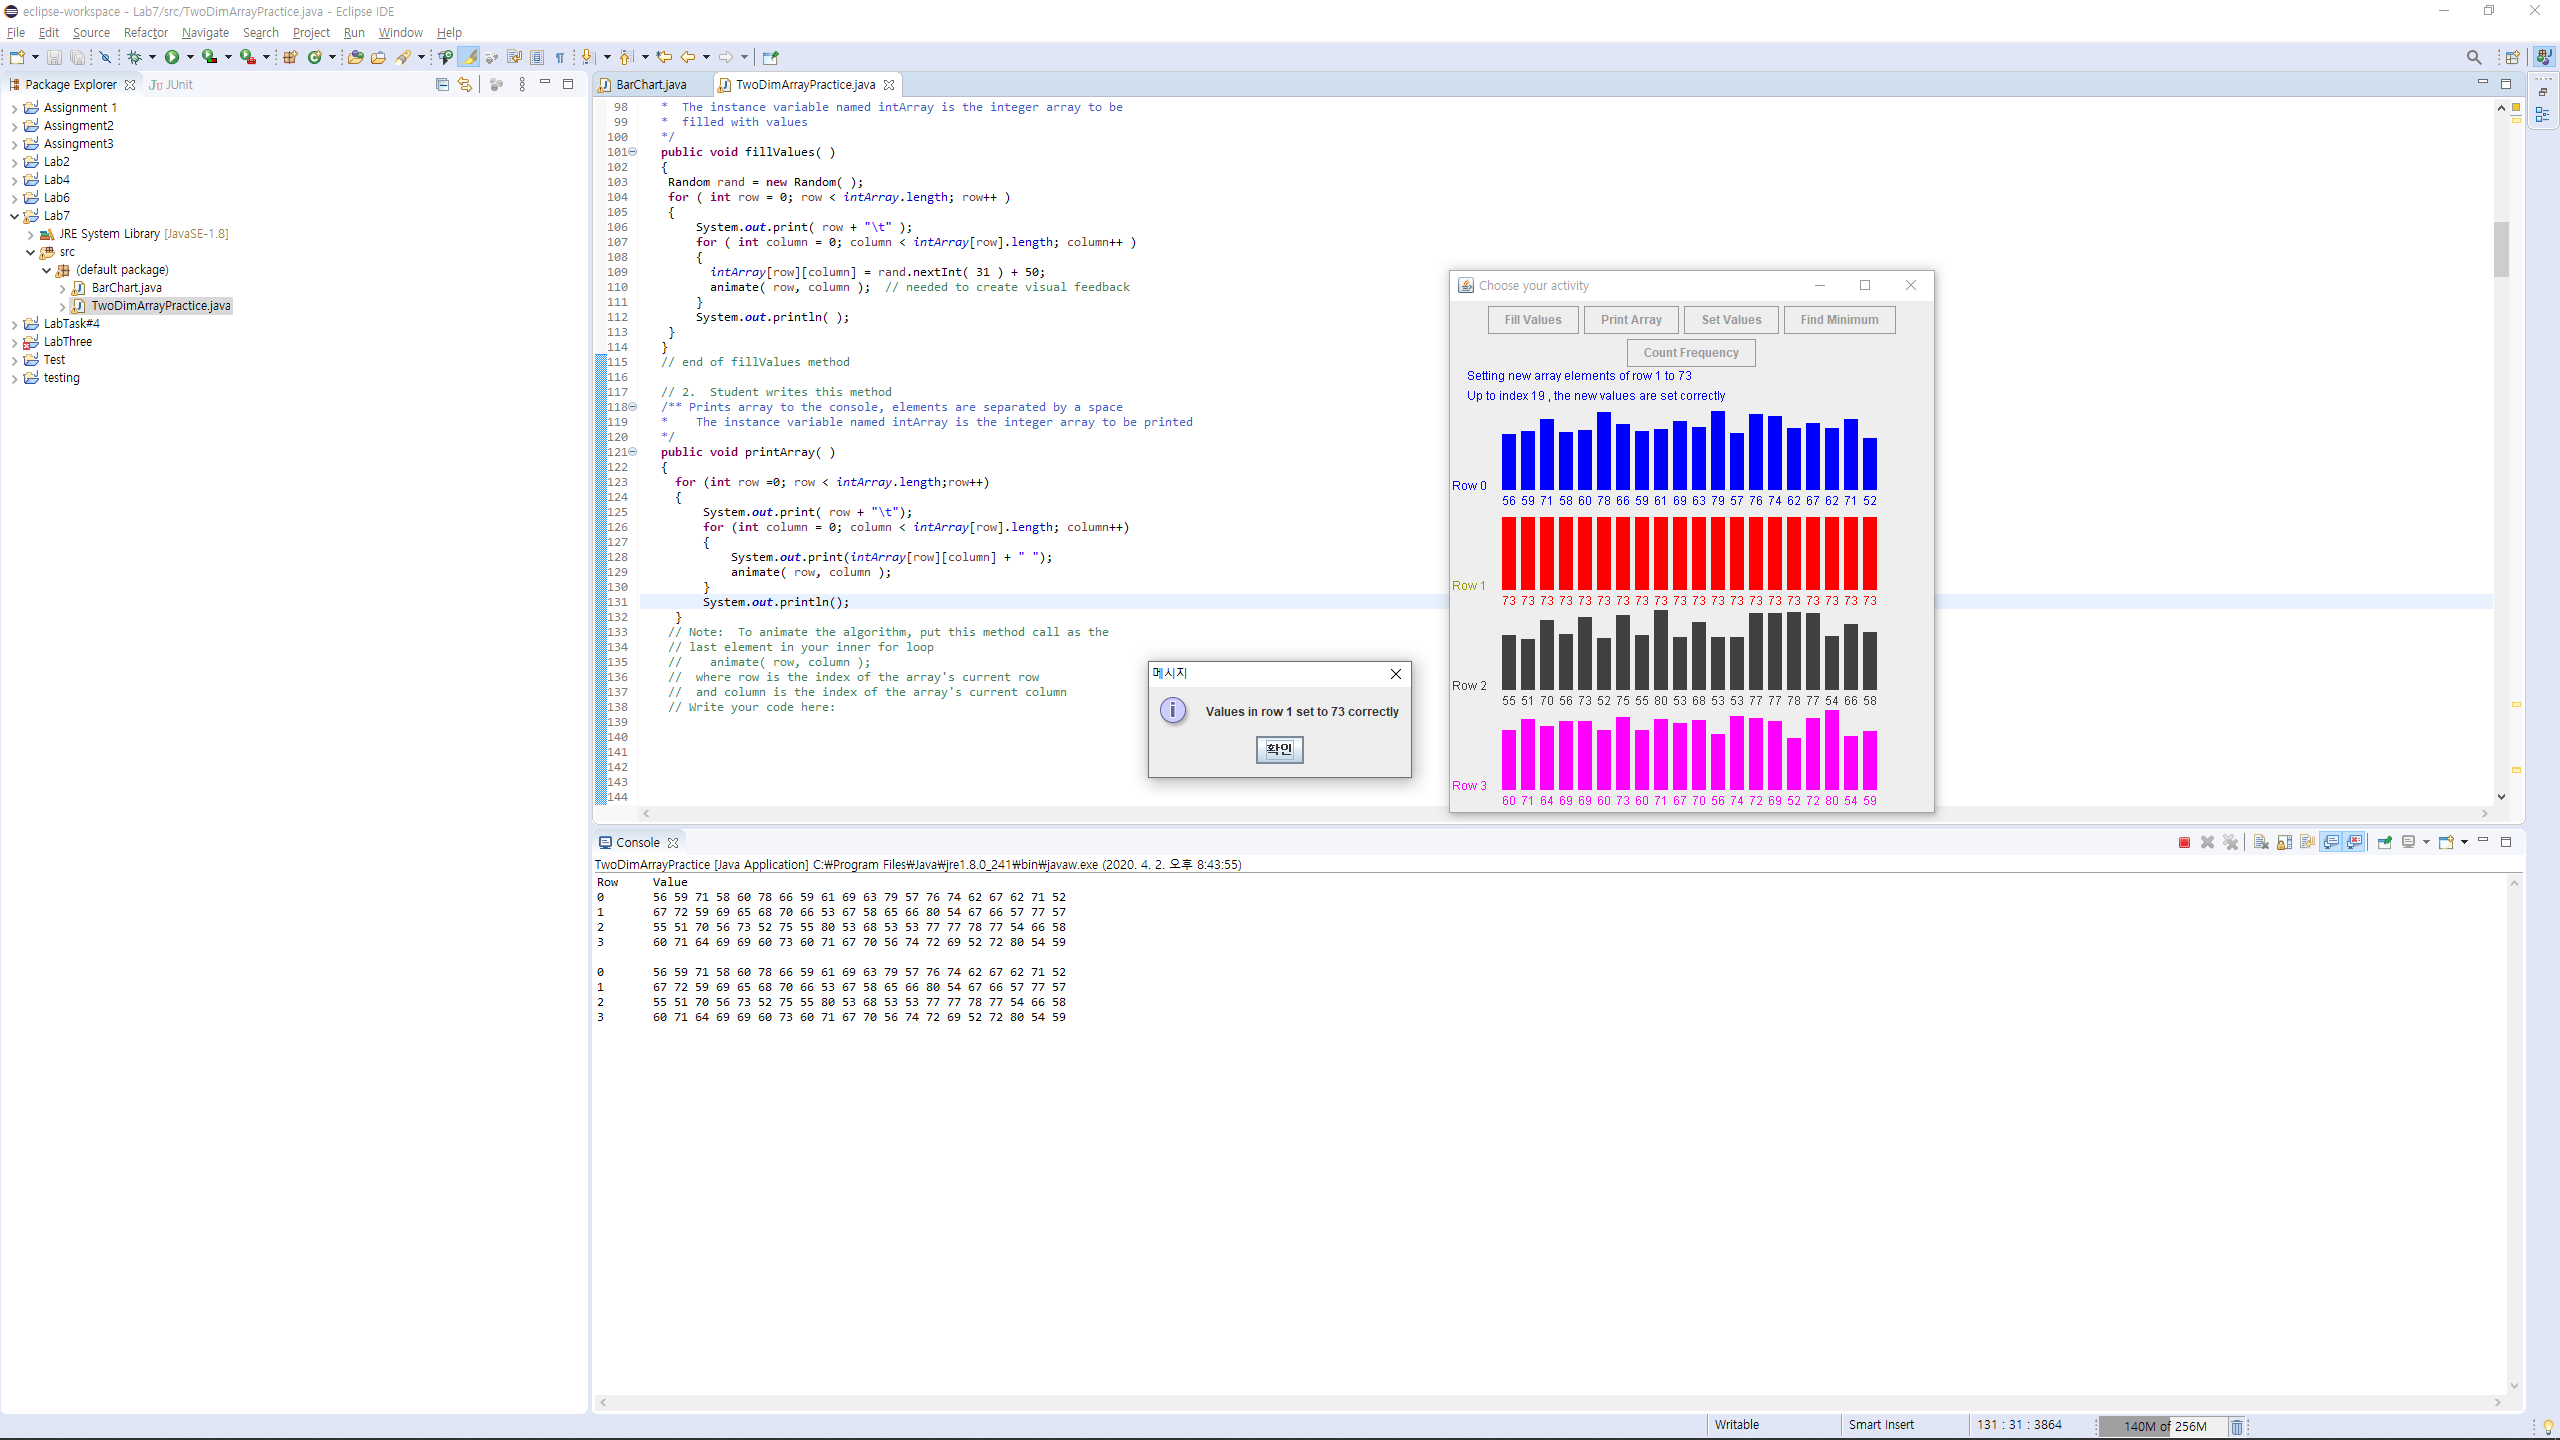 eclipse-workspace - Lab7/src/TwoDimArrayPractice.java - Eclipse IDE
File Edit Source Refactor Navigate Search Project Run Window Help
Package Explorer
JUnit
Assignment 1
Assingment2
Assingment3
Lab2
Lab4
Lab6
Lab7
JRE System Library [JavaSE-1.8]
src
(default package)
BarChart.java
TwoDimArrayPractice.java
LabTask#4
LabThree
Test
testing
BarChart.java
TwoDimArrayPractice.java
98 * The instance variable named intArray is the integer array to be
99 * filled with values
100 */
101 public void fillValues( )
102 {
103 Random rand = new Random( );
104 for ( int row = 0; row < intArray.length; row++ )
105 {
106 System.out.print( row + "\t" );
107 for ( int column = 0; column < intArray[row].length; column++ )
108 {
109 intArray[row][column] = rand.nextInt( 31 ) + 50;
110 animate( row, column ); // needed to create visual feedback
111 }
112 System.out.println( );
113 }
114 }
115 // end of fillValues method
116
117 // 2. Student writes this method
118 /** Prints array to the console, elements are separated by a space
119 * The instance variable named intArray is the integer array to be printed
120 */
121 public void printArray( )
122 {
123 for (int row =0; row < intArray.length;row++)
124 {
125 System.out.print( row + "\t");
126 for (int column = 0; column < intArray[row].length; column++)
127 {
128 System.out.print(intArray[row][column] + " ");
129 animate( row, column );
130 }
131 System.out.println();
132 }
133 // Note: To animate the algorithm, put this method call as the
134 // last element in your inner for loop
135 // animate( row, column );
136 // where row is the index of the array's current row
137 // and column is the index of the array's current column
138 // Write your code here:
139
140
141
142
143
144
메시지
Values in row 1 set to 73 correctly
확인
Choose your activity
Fill Values Print Array Set Values Find Minimum
Count Frequency
Setting new array elements of row 1 to 73
Up to index 19 , the new values are set correctly
Row 0
56 59 71 58 60 78 66 59 61 69 63 79 57 76 74 62 67 62 71 52
Row 1
73 73 73 73 73 73 73 73 73 73 73 73 73 73 73 73 73 73 73 73
Row 2
55 51 70 56 73 52 75 55 80 53 68 53 53 77 77 78 77 54 66 58
Row 3
60 71 64 69 69 60 73 60 71 67 70 56 74 72 69 52 72 80 54 59
Console
TwoDimArrayPractice [Java Application] C:₩Program Files₩Java₩jre1.8.0_241₩bin₩javaw.exe (2020. 4. 2. 오후 8:43:55)
Row Value
0 56 59 71 58 60 78 66 59 61 69 63 79 57 76 74 62 67 62 71 52
1 67 72 59 69 65 68 70 66 53 67 58 65 66 80 54 67 66 57 77 57
2 55 51 70 56 73 52 75 55 80 53 68 53 53 77 77 78 77 54 66 58
3 60 71 64 69 69 60 73 60 71 67 70 56 74 72 69 52 72 80 54 59
0 56 59 71 58 60 78 66 59 61 69 63 79 57 76 74 62 67 62 71 52
1 67 72 59 69 65 68 70 66 53 67 58 65 66 80 54 67 66 57 77 57
2 55 51 70 56 73 52 75 55 80 53 68 53 53 77 77 78 77 54 66 58
3 60 71 64 69 69 60 73 60 71 67 70 56 74 72 69 52 72 80 54 59
Writable
Smart Insert
131 : 31 : 3864
140M of 256M